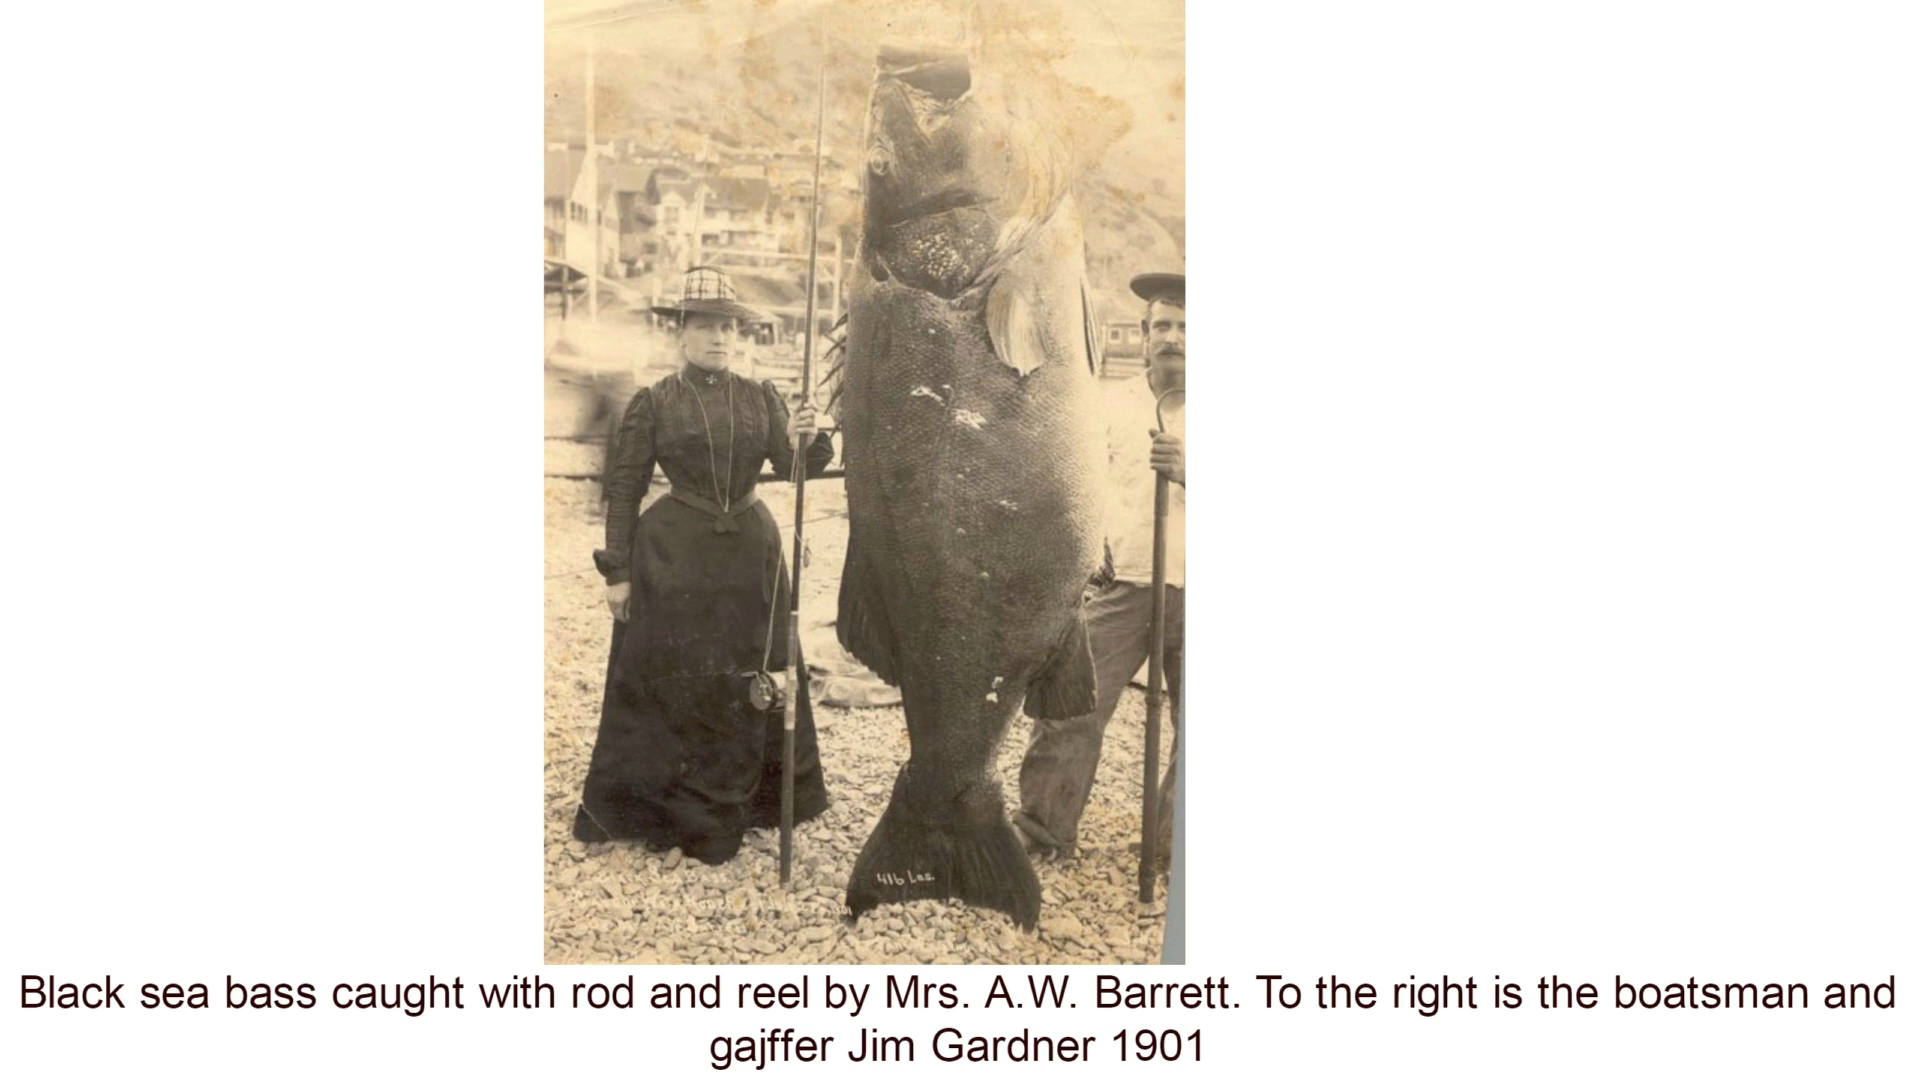 416 Lbs.
Black sea bass caught with rod and reel by Mrs. A.W. Barrett. To the right is the boatsman and
gajffer Jim Gardner 1901